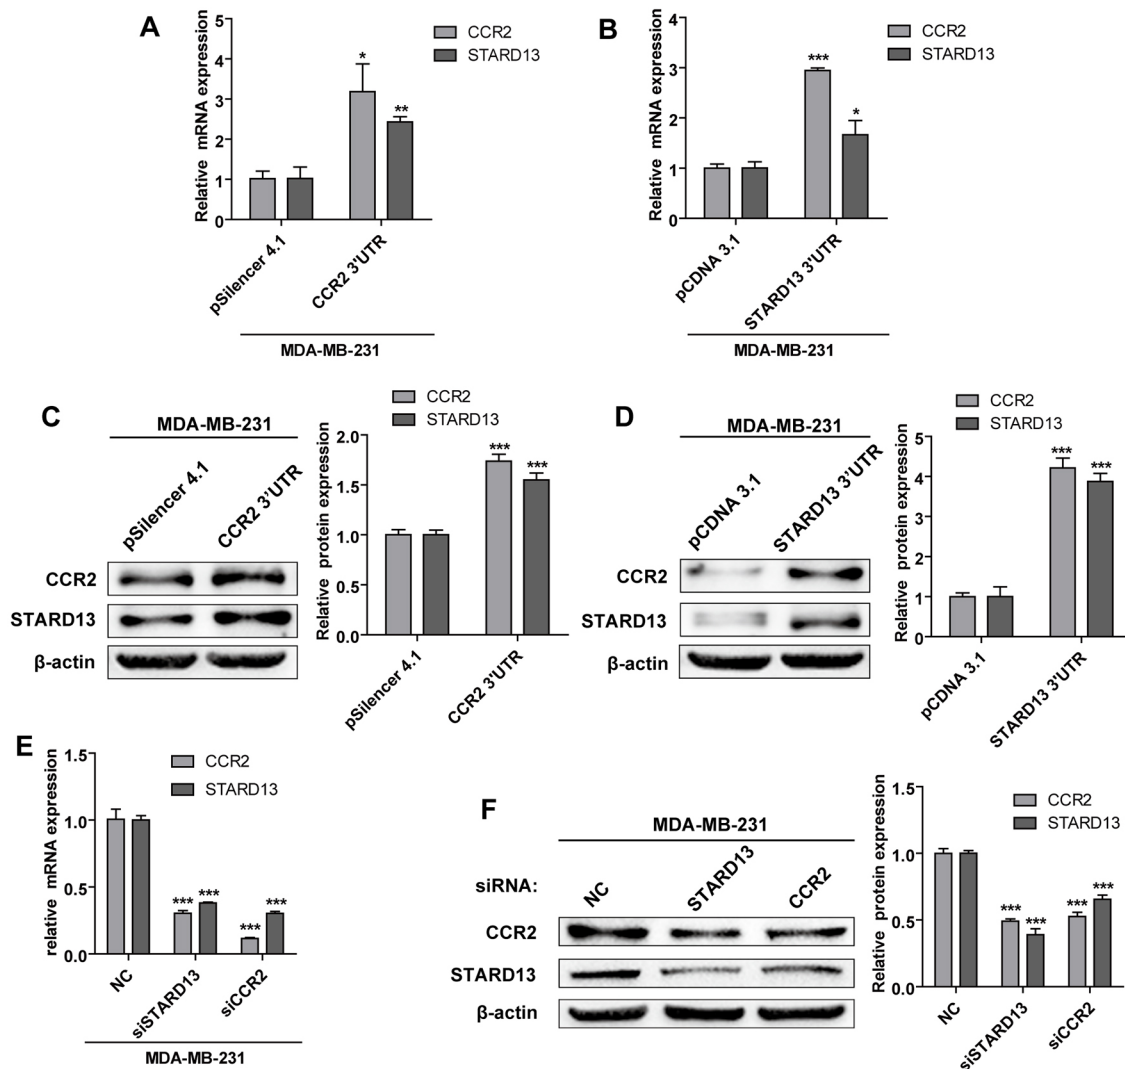 A
Relative mRNA expression
5
4
3
2
1
0
*
**
CCR2
STARD13
pSilencer 4.1
CCR2 3'UTR
MDA-MB-231
B
Relative mRNA expression
4
3
2
1
0
***
*
CCR2
STARD13
pCDNA 3.1
STARD13 3'UTR
MDA-MB-231
C
MDA-MB-231
pSilencer 4.1
CCR2 3'UTR
CCR2
STARD13
β-actin
CCR2
STARD13
Relative protein expression
2.0
1.5
1.0
0.5
0.0
***
***
pSilencer 4.1
CCR2 3'UTR
D
MDA-MB-231
pCDNA 3.1
STARD13 3'UTR
CCR2
STARD13
β-actin
CCR2
STARD13
Relative protein expression
5
4
3
2
1
0
***
***
pCDNA 3.1
STARD13 3'UTR
E
relative mRNA expression
1.5
1.0
0.5
0.0
CCR2
STARD13
***
***
***
***
NC
siSTARD13
siCCR2
MDA-MB-231
F
MDA-MB-231
siRNA:
NC
STARD13
CCR2
CCR2
STARD13
β-actin
Relative protein expression
1.5
1.0
0.5
0.0
CCR2
STARD13
***
***
***
***
NC
siSTARD13
siCCR2